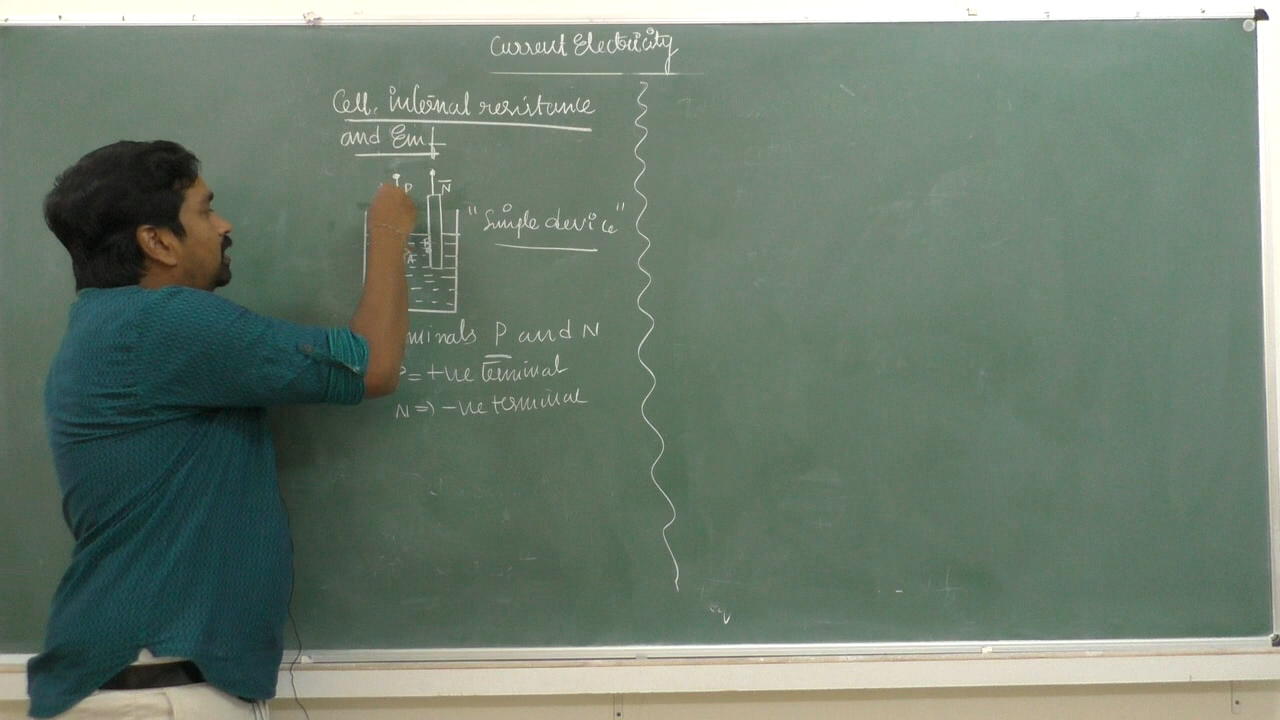 Current Electricity
Cell, internal resistance
and Emf
P N
"Simple device"
A B
minals P and N
P = +ve terminal
N => -ve terminal